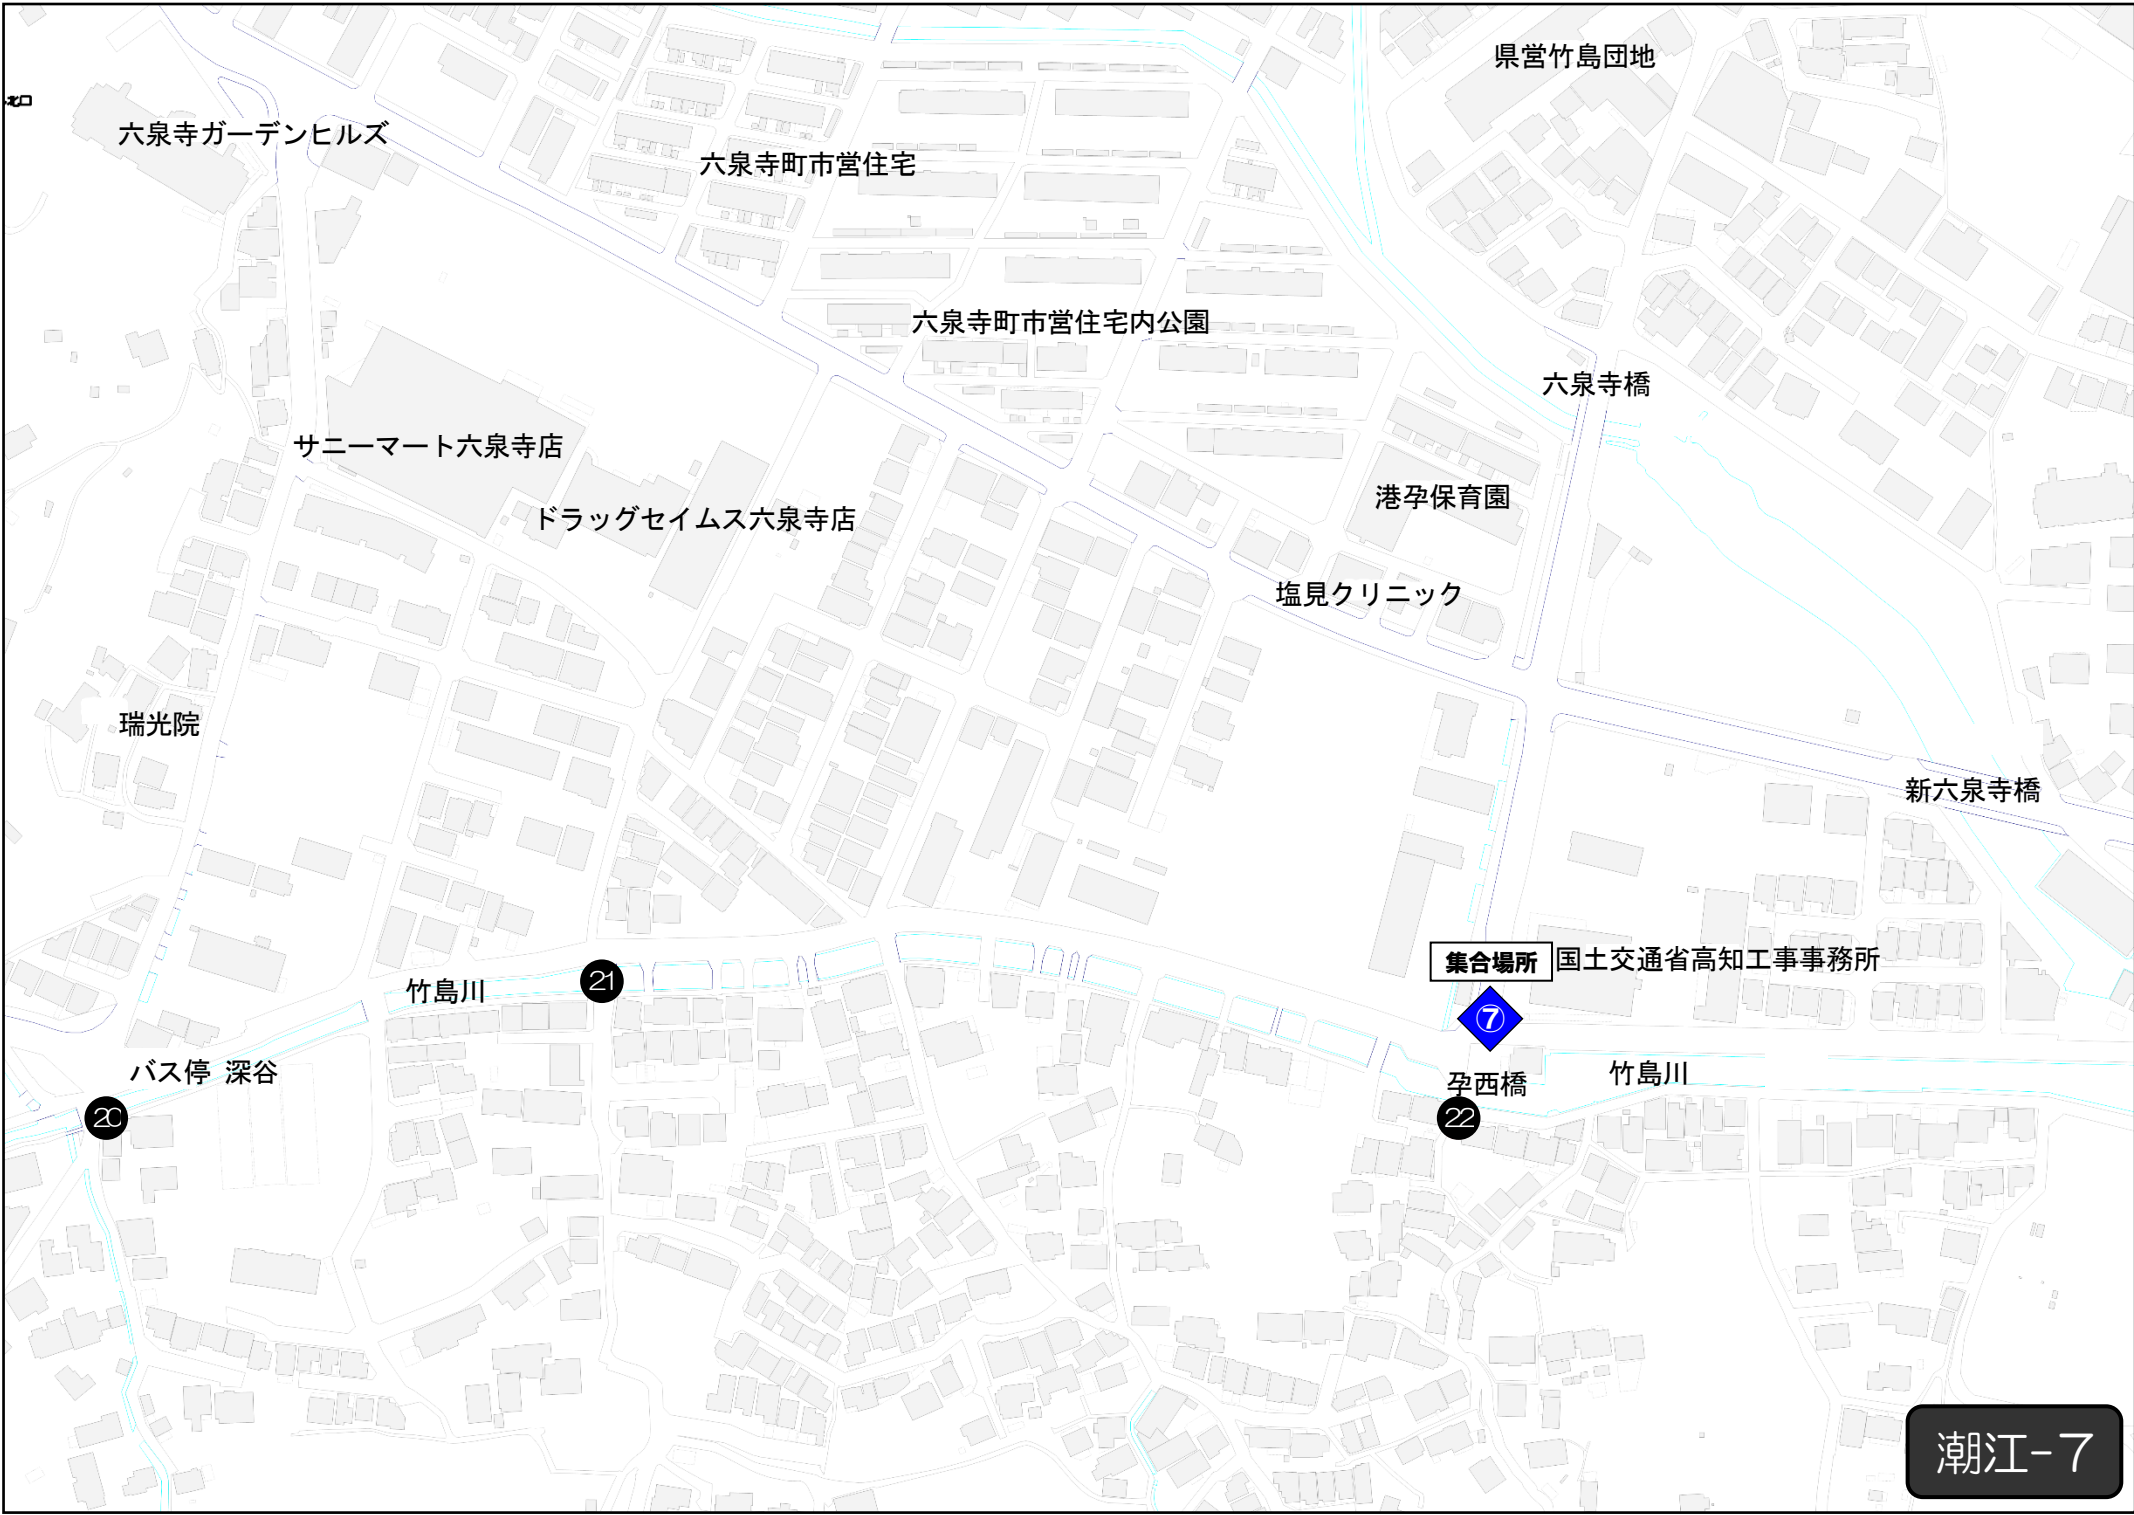 県営竹島団地
六泉寺ガーデンヒルズ
六泉寺町市営住宅
六泉寺町市営住宅内公園
六泉寺橋
サニーマート六泉寺店
港孕保育園
ドラッグセイムス六泉寺店
塩見クリニック
瑞光院
新六泉寺橋
集合場所 国土交通省高知工事事務所
21
竹島川
⑦
バス停 深谷
竹島川
孕西橋
20
22
潮江-7